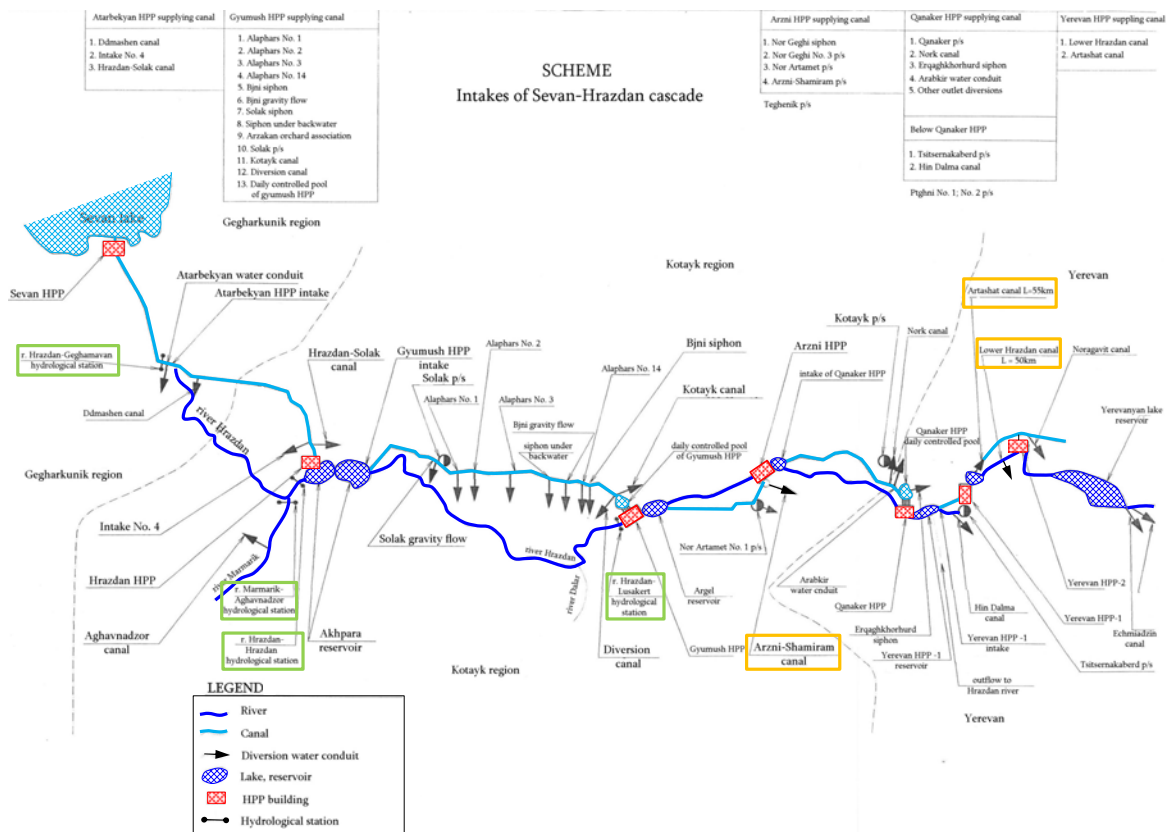 Atarbekyan HPP supplying canal
1. Ddmashen canal
2. Intake No. 4
3. Hrazdan-Solak canal
Gyumush HPP supplying canal
1. Alaphars No. 1
2. Alaphars No. 2
3. Alaphars No. 3
4. Alaphars No. 14
5. Bjni siphon
6. Bjni gravity flow
7. Solak siphon
8. Siphon under backwater
9. Arzakan orchard association
10. Solak p/s
11. Kotayk canal
12. Diversion canal
13. Daily controlled pool
of gyumush HPP
SCHEME
Intakes of Sevan-Hrazdan cascade
Arzni HPP supplying canal
1. Nor Geghi siphon
2. Nor Geghi No. 3 p/s
3. Nor Artamet p/s
4. Arzni-Shamiram p/s
Teghenik p/s
Qanaker HPP supplying canal
1. Qanaker p/s
2. Nork canal
3. Erqaghkhorhurd siphon
4. Arabkir water conduit
5. Other outlet diversions
Below Qanaker HPP
1. Tsitsernakaberd p/s
2. Hin Dalma canal
Ptghni No. 1; No. 2 p/s
Yerevan HPP suppling canal
1. Lower Hrazdan canal
2. Artashat canal
Sevan lake
Gegharkunik region
Kotayk region
Yerevan
Sevan HPP
Atarbekyan water conduit
Atarbekyan HPP intake
r. Hrazdan-Geghamavan
hydrological station
Ddmashen canal
river Hrazdan
Hrazdan-Solak
canal
Gyumush HPP
intake
Solak p/s
Alaphars No. 1
Alaphars No. 2
Alaphars No. 3
Bjni gravity flow
siphon under
backwater
Alaphars No. 14
Bjni siphon
Kotayk canal
daily controlled pool
of Gyumush HPP
Arzni HPP
intake of Qanaker HPP
Kotayk p/s
Nork canal
Artashat canal L=55km
Lower Hrazdan canal
L = 50km
Noragavit canal
Yerevanyan lake
reservoir
Qanaker HPP
daily controlled pool
Gegharkunik region
Intake No. 4
Hrazdan HPP
river Marmarik
Aghavnadzor
canal
r. Marmarik-
Aghavnadzor
hydrological station
r. Hrazdan-
Hrazdan
hydrological station
Akhpara
reservoir
Solak gravity flow
river Hrazdan
river Dalar
r. Hrazdan-
Lusakert
hydrological
station
Diversion
canal
Argel
reservoir
Gyumush HPP
Nor Artamet No. 1 p/s
Arzni-Shamiram
canal
Arabkir
water cnduit
Qanaker HPP
Erqaghkhorhurd
siphon
Yerevan HPP -1
reservoir
outflow to
Hrazdan river
Yerevan HPP -1
intake
Hin Dalma
canal
Yerevan HPP-2
Yerevan HPP-1
Tsitsernakaberd p/s
Echmiadzin
canal
Kotayk region
Yerevan
LEGEND
River
Canal
Diversion water conduit
Lake, reservoir
HPP building
Hydrological station